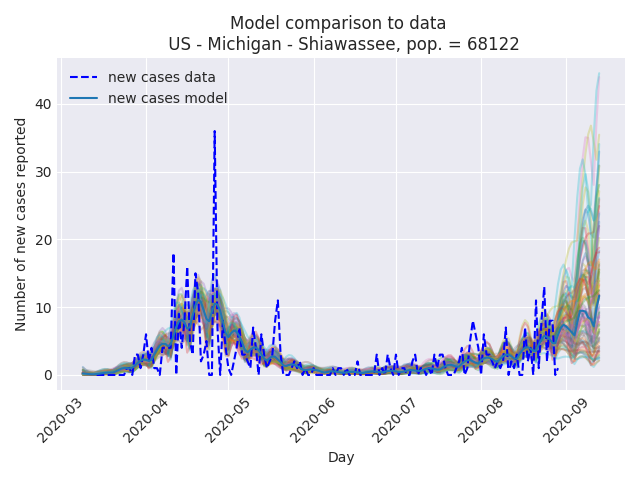 Model comparison to data
US - Michigan - Shiawassee, pop. = 68122
new cases data
new cases model
Number of new cases reported
40
30
20
10
0
2020-03
2020-04
2020-05
2020-06
2020-07
2020-08
2020-09
Day